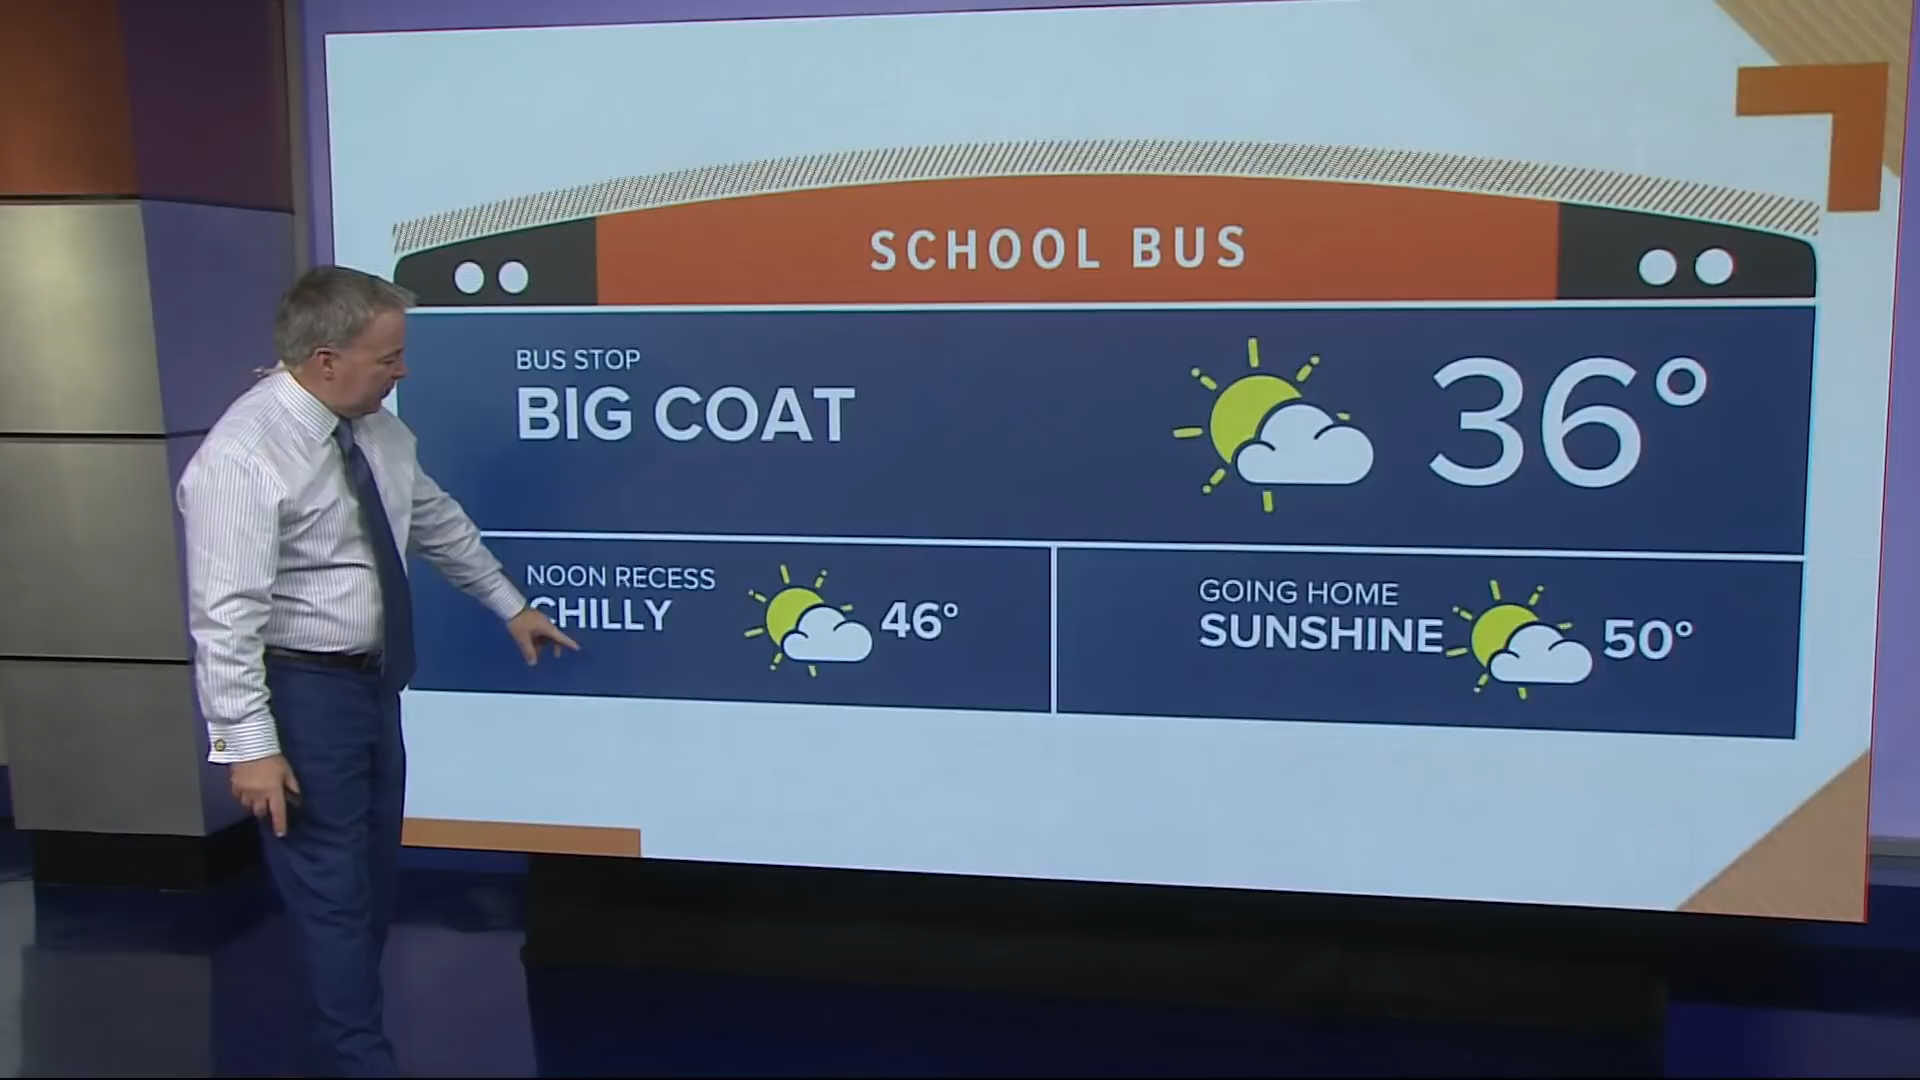 SCHOOL BUS
BUS STOP
BIG COAT
36°
NOON RECESS
CHILLY
46°
GOING HOME
SUNSHINE
50°